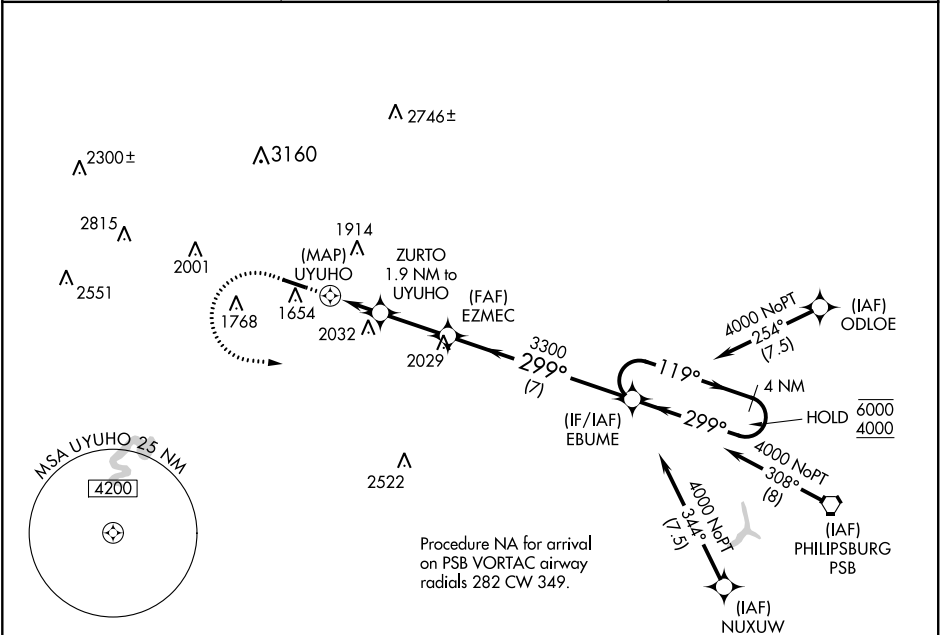 2746±
3160
2300±
2815
2001
2551
1914
(MAP)
UYUHO
ZURTO
1.9 NM to
UYUHO
(FAF)
EZMEC
1768
1654
2032
2029
3300
299°
(7)
(IF/IAF)
EBUME
119°
299°
4 NM
HOLD
6000
4000
4000 NoPT
254°
(7.5)
(IAF)
ODLOE
4000 NoPT
308°
(8)
(IAF)
PHILIPSBURG
PSB
4000 NoPT
344°
(7.5)
(IAF)
NUXUW
2522
Procedure NA for arrival
on PSB VORTAC airway
radials 282 CW 349.
MSA UYUHO 25 NM
4200